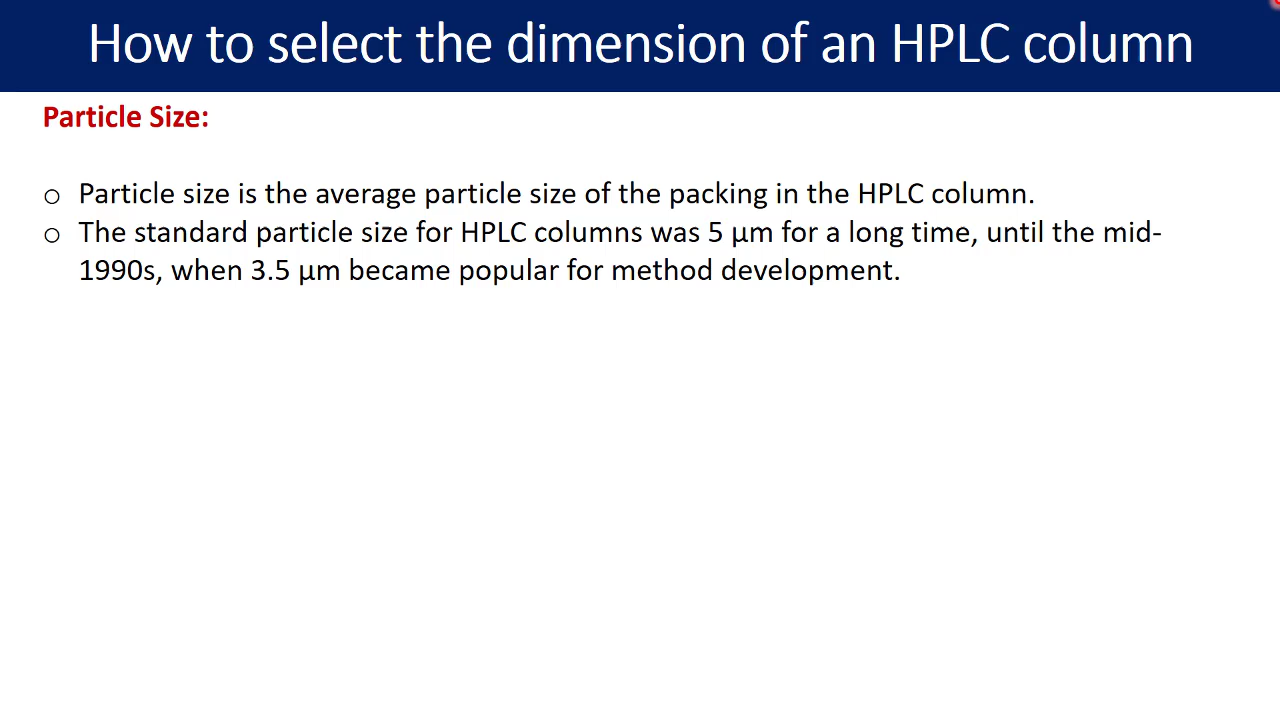 How to select the dimension of an HPLC column
Particle Size:
o Particle size is the average particle size of the packing in the HPLC column.
o The standard particle size for HPLC columns was 5 µm for a long time, until the mid-
1990s, when 3.5 µm became popular for method development.